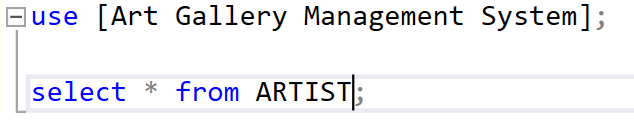 use [Art Gallery Management System];
select * from ARTIST;